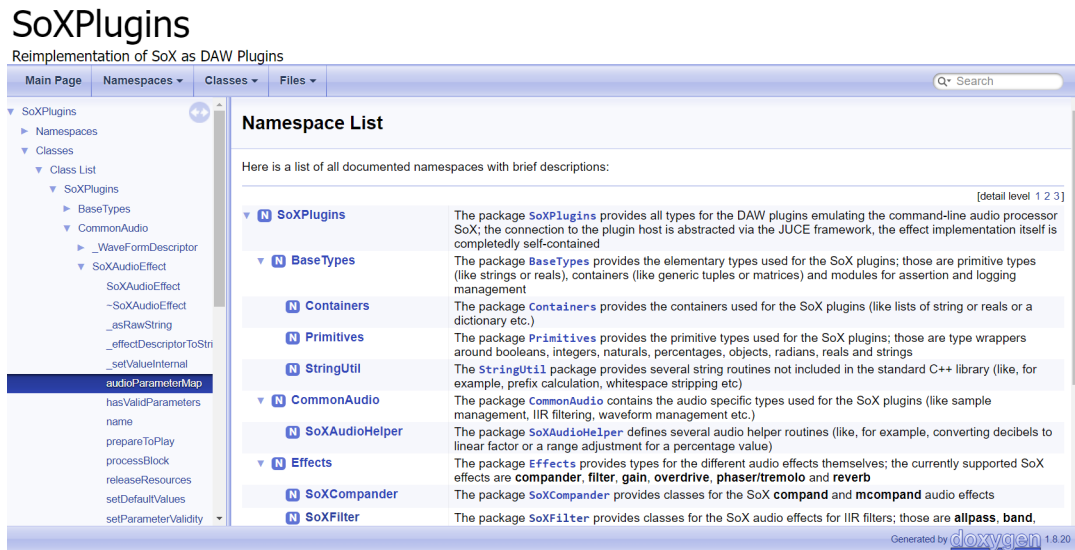 SoXPlugins
Reimplementation of SoX as DAW Plugins
Main Page
Namespaces
Classes
Files
Search
SoXPlugins
Namespaces
Classes
Class List
SoXPlugins
BaseTypes
CommonAudio
_WaveFormDescriptor
SoXAudioEffect
SoXAudioEffect
~SoXAudioEffect
_asRawString
_effectDescriptorToStri
_setValueInternal
audioParameterMap
hasValidParameters
name
prepareToPlay
processBlock
releaseResources
setDefaultValues
setParameterValidity
Namespace List
Here is a list of all documented namespaces with brief descriptions:
[detail level 1 2 3]
N SoXPlugins
The package SoXPlugins provides all types for the DAW plugins emulating the command-line audio processor
SoX; the connection to the plugin host is abstracted via the JUCE framework, the effect implementation itself is
completedly self-contained
N BaseTypes
The package BaseTypes provides the elementary types used for the SoX plugins; those are primitive types
(like strings or reals), containers (like generic tuples or matrices) and modules for assertion and logging
management
N Containers
The package Containers provides the containers used for the SoX plugins (like lists of string or reals or a
dictionary etc.)
N Primitives
The package Primitives provides the primitive types used for the SoX plugins; those are type wrappers
around booleans, integers, naturals, percentages, objects, radians, reals and strings
N StringUtil
The StringUtil package provides several string routines not included in the standard C++ library (like, for
example, prefix calculation, whitespace stripping etc)
N CommonAudio
The package CommonAudio contains the audio specific types used for the SoX plugins (like sample
management, IIR filtering, waveform management etc.)
N SoXAudioHelper
The package SoXAudioHelper defines several audio helper routines (like, for example, converting decibels to
linear factor or a range adjustment for a percentage value)
N Effects
The package Effects provides types for the different audio effects themselves; the currently supported SoX
effects are compander, filter, gain, overdrive, phaser/tremolo and reverb
N SoXCompander
The package SoXCompander provides classes for the SoX compand and mcompand audio effects
N SoXFilter
The package SoXFilter provides classes for the SoX audio effects for IIR filters; those are allpass, band,
Generated by doxygen 1.8.20